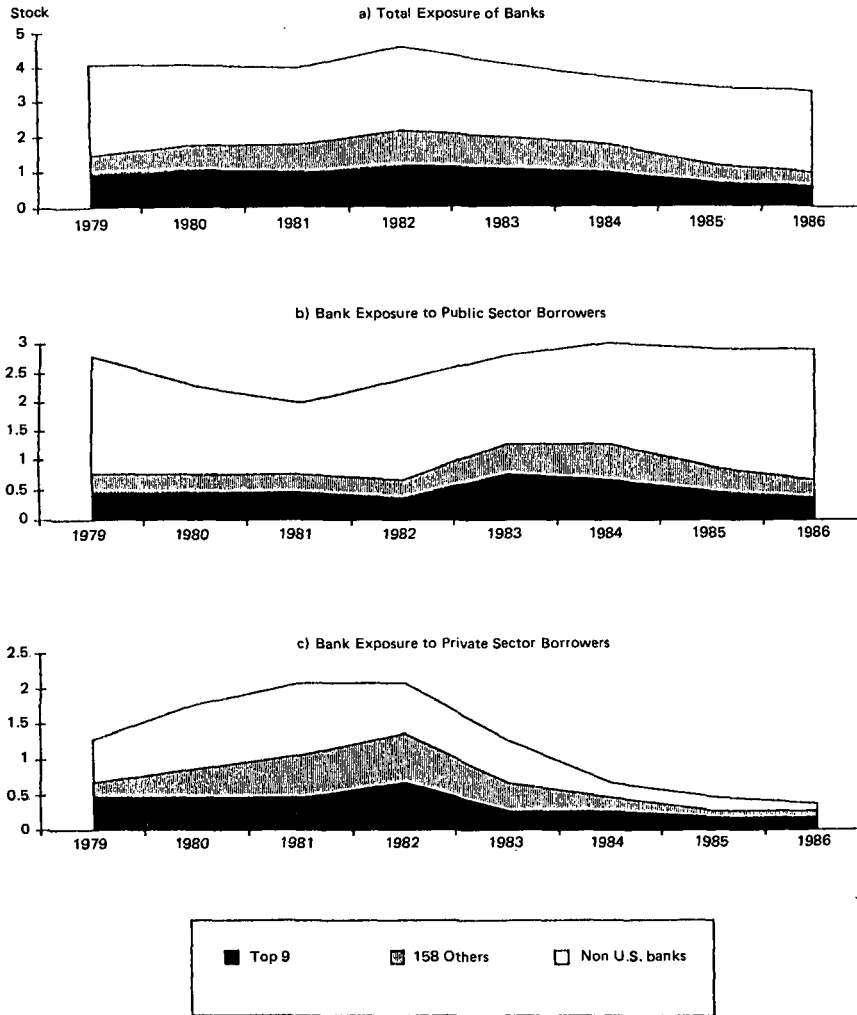 Stock
a) Total Exposure of Banks
5
4
3
2
1
0
1979 1980 1981 1982 1983 1984 1985 1986
b) Bank Exposure to Public Sector Borrowers
3
2.5
2
1.5
1
0.5
0
1979 1980 1981 1982 1983 1984 1985 1986
c) Bank Exposure to Private Sector Borrowers
2.5
2
1.5
1
0.5
0
1979 1980 1981 1982 1983 1984 1985 1986
Top 9 158 Others Non U.S. banks